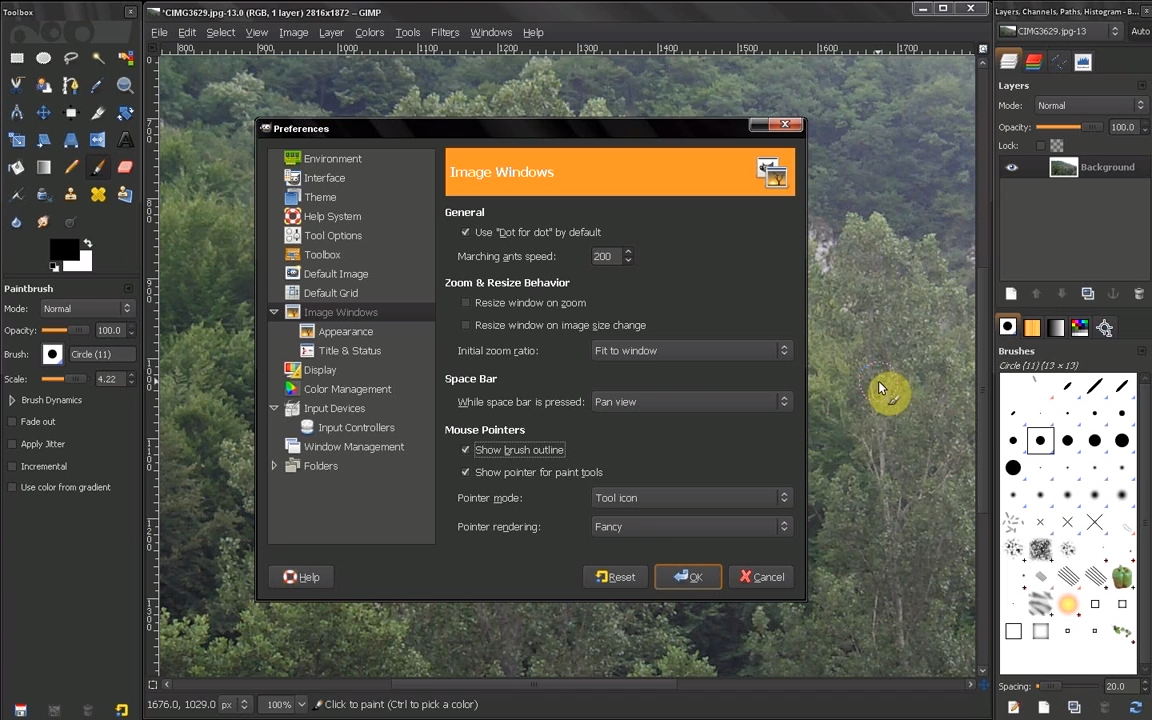 Toolbox
*CIMG3629.jpg-13.0 (RGB, 1 layer) 2816x1872 – GIMP
Layers, Channels, Paths, Histogram - B...
File Edit Select View Image Layer Colors Tools Filters Windows Help
CIMG3629.jpg-13 Auto
800 900 1000 1100 1200 1300 1400 1500 1600 1700
Layers
Mode: Normal
Opacity: 100.0
Lock:
Background
Preferences
Environment
Interface
Theme
Help System
Tool Options
Toolbox
Default Image
Default Grid
Image Windows
Appearance
Title & Status
Display
Color Management
Input Devices
Input Controllers
Window Management
Folders
Image Windows
General
Use "Dot for dot" by default
Marching ants speed: 200
Zoom & Resize Behavior
Resize window on zoom
Resize window on image size change
Initial zoom ratio: Fit to window
Space Bar
While space bar is pressed: Pan view
Mouse Pointers
Show brush outline
Show pointer for paint tools
Pointer mode: Tool icon
Pointer rendering: Fancy
Help Reset OK Cancel
Paintbrush
Mode: Normal
Opacity: 100.0
Brush: Circle (11)
Scale: 4.22
Brush Dynamics
Fade out
Apply Jitter
Incremental
Use color from gradient
Brushes
Circle (11) (13 × 13)
Spacing: 20.0
1676.0, 1029.0 px 100% Click to paint (Ctrl to pick a color)